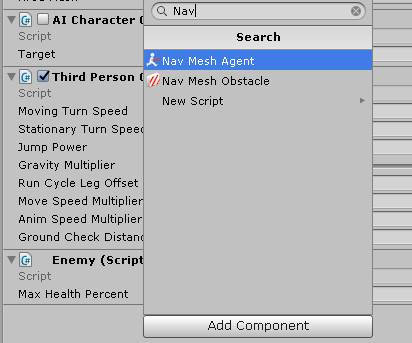 Nav
AI Character
Script
Target
Search
Nav Mesh Agent
Nav Mesh Obstacle
New Script
Third Person
Script
Moving Turn Speed
Stationary Turn Speed
Jump Power
Gravity Multiplier
Run Cycle Leg Offset
Move Speed Multiplier
Anim Speed Multiplier
Ground Check Distanc
Enemy (Scrip
Script
Max Health Percent
Add Component